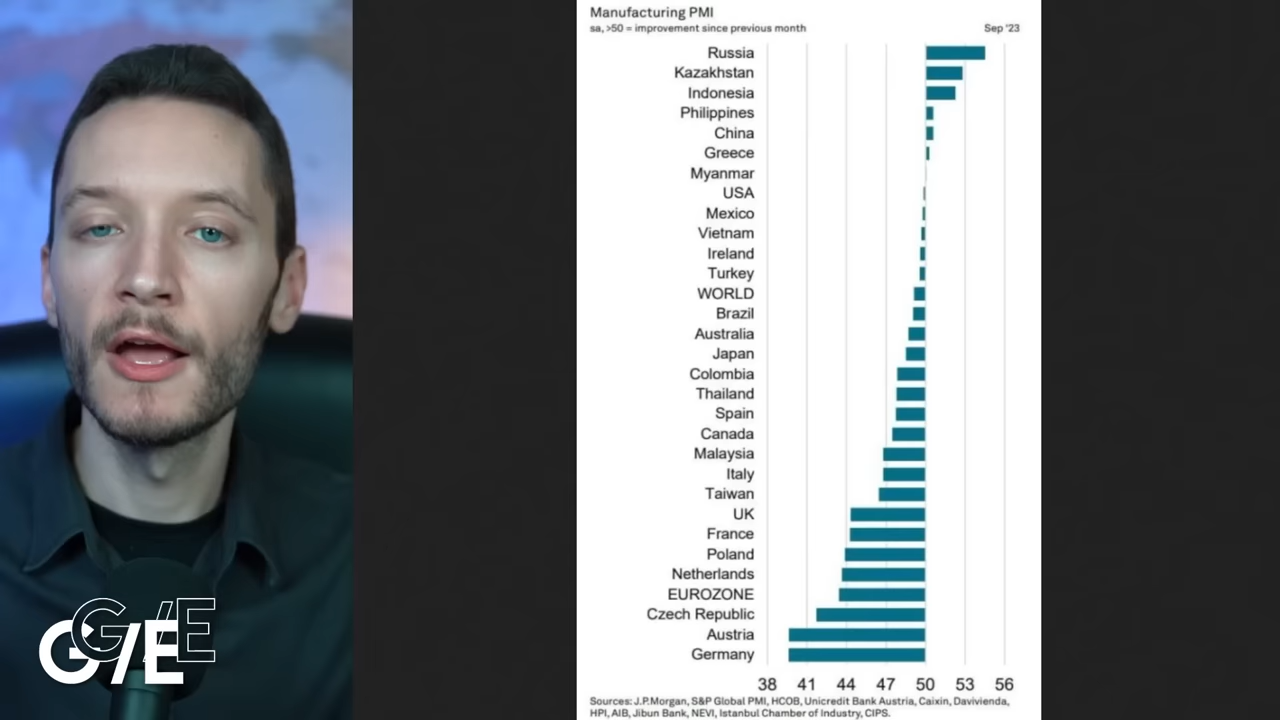 Manufacturing PMI
sa, >50 = improvement since previous month
Sep '23
Russia
Kazakhstan
Indonesia
Philippines
China
Greece
Myanmar
USA
Mexico
Vietnam
Ireland
Turkey
WORLD
Brazil
Australia
Japan
Colombia
Thailand
Spain
Canada
Malaysia
Italy
Taiwan
UK
France
Poland
Netherlands
EUROZONE
Czech Republic
Austria
Germany
38 41 44 47 50 53 56
Sources: J.P.Morgan, S&P Global PMI, HCOB, Unicredit Bank Austria, Caixin, Davivienda,
HPI, AIB, Jibun Bank, NEVI, Istanbul Chamber of Industry, CIPS.
G/E
G/E